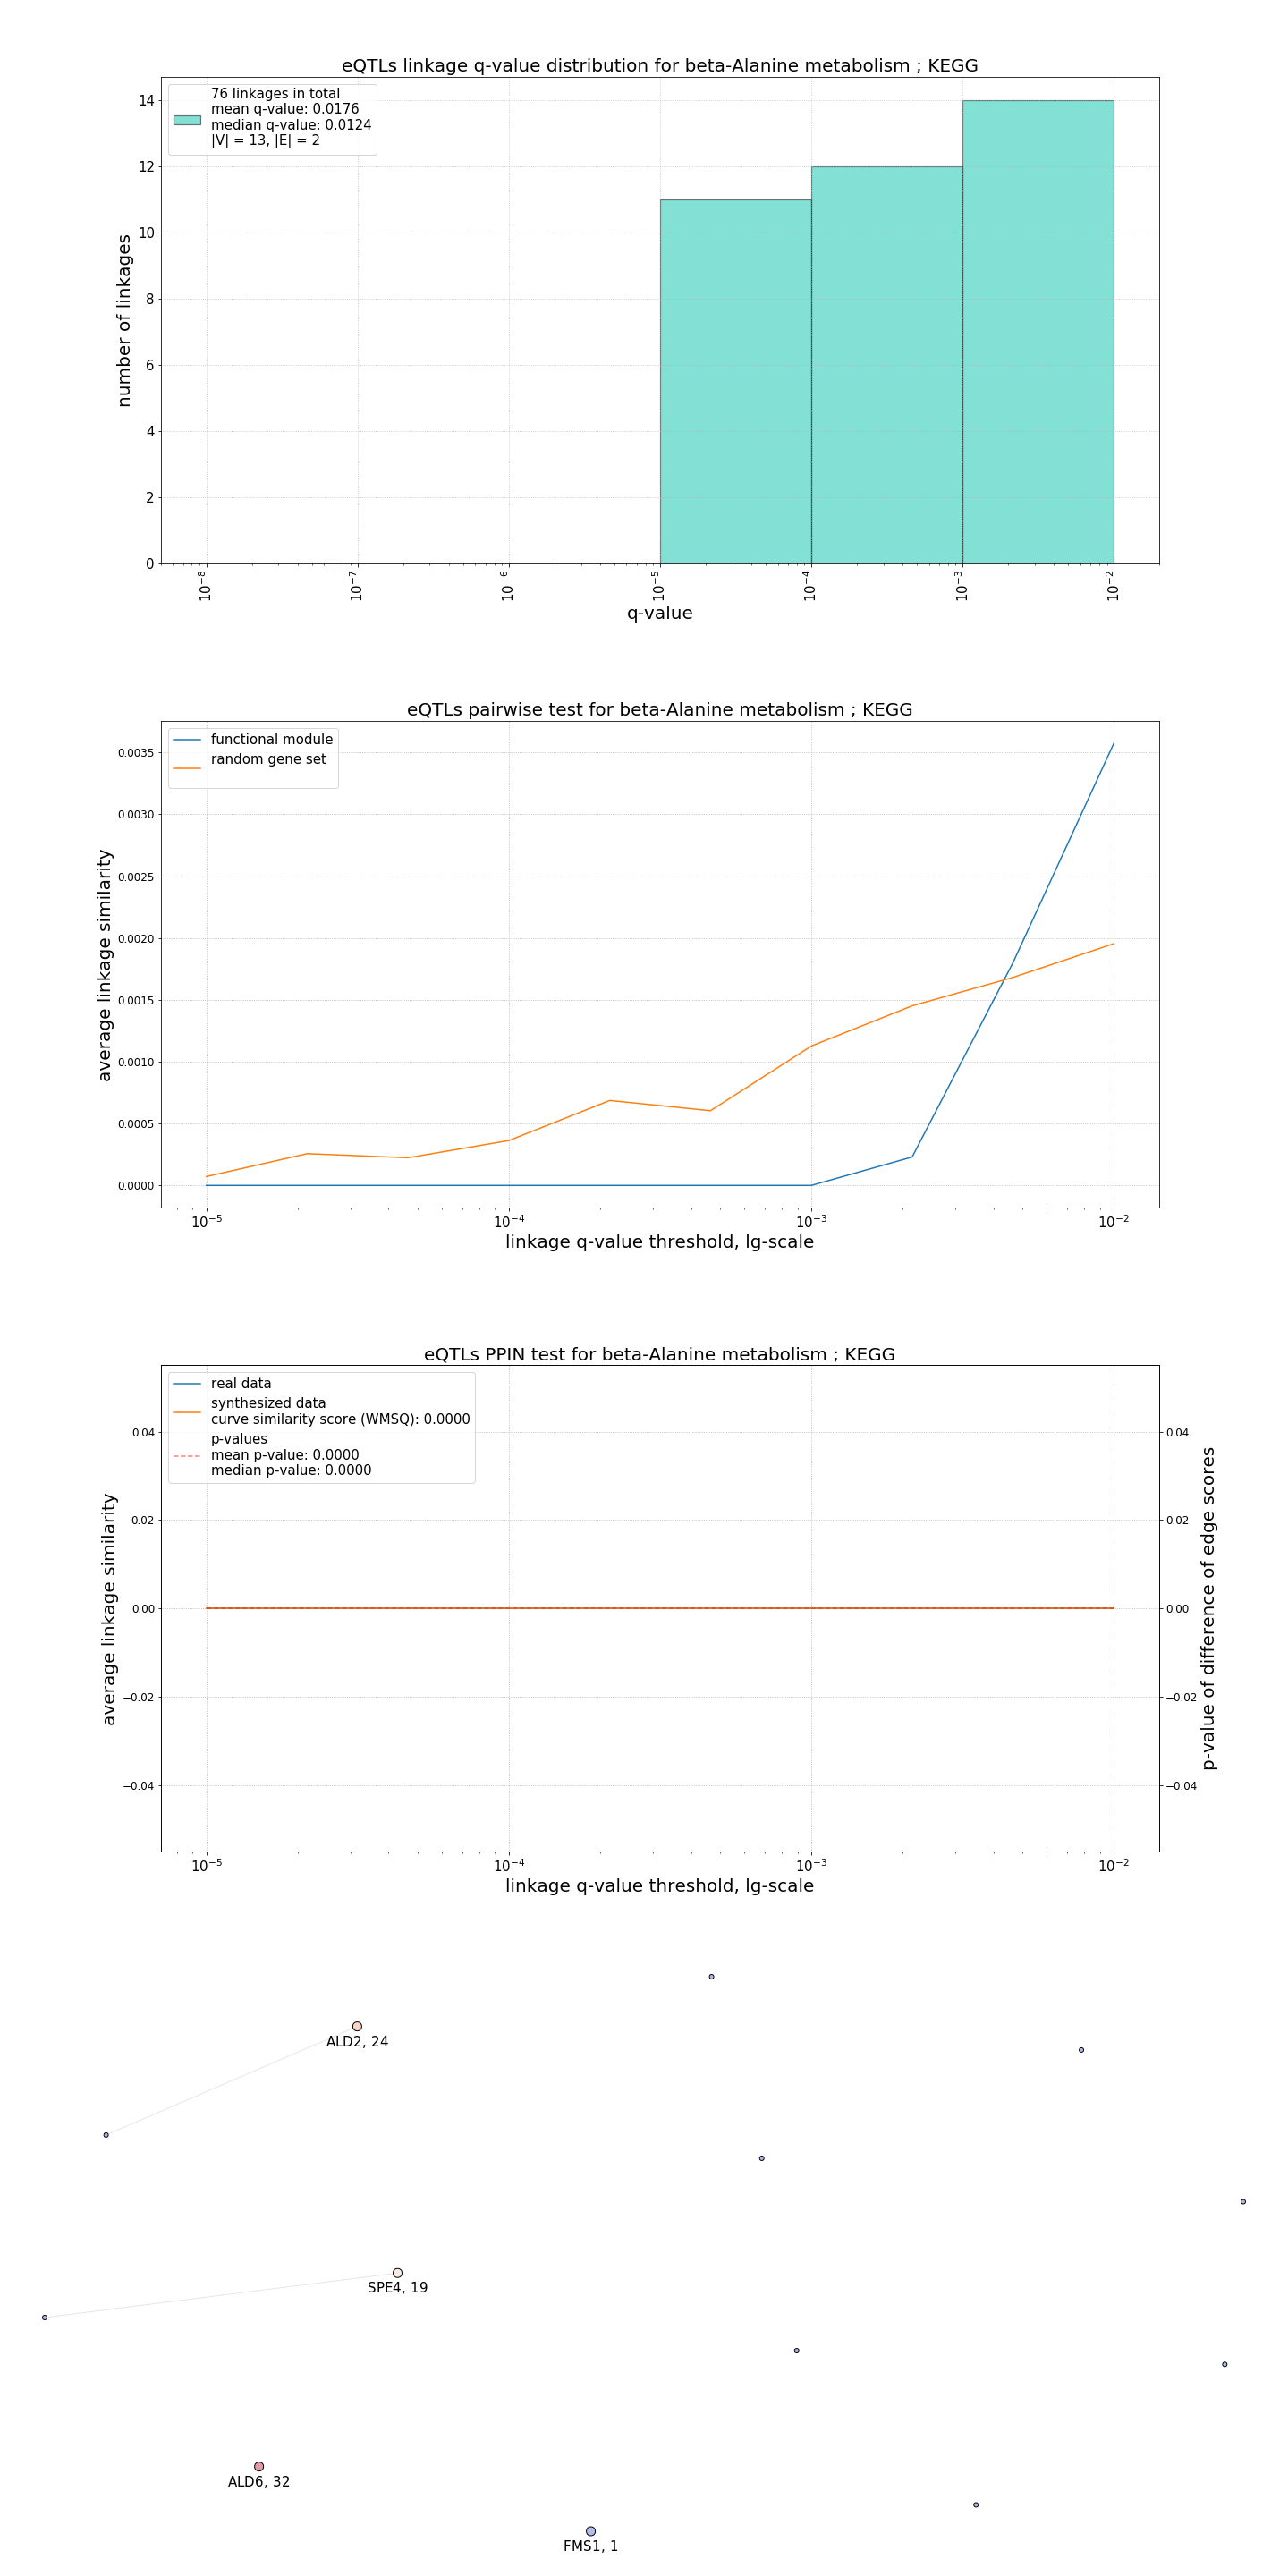 eQTLs linkage q-value distribution for beta-Alanine metabolism ; KEGG
76 linkages in total
mean q-value: 0.0176
median q-value: 0.0124
|V| = 13, |E| = 2
number of linkages
14
12
10
8
6
4
2
0
10⁻⁸
10⁻⁷
10⁻⁶
10⁻⁵
10⁻⁴
10⁻³
10⁻²
q-value
eQTLs pairwise test for beta-Alanine metabolism ; KEGG
functional module
random gene set
average linkage similarity
0.0035
0.0030
0.0025
0.0020
0.0015
0.0010
0.0005
0.0000
10⁻⁵
10⁻⁴
10⁻³
10⁻²
linkage q-value threshold, lg-scale
eQTLs PPIN test for beta-Alanine metabolism ; KEGG
real data
synthesized data
curve similarity score (WMSQ): 0.0000
p-values
mean p-value: 0.0000
median p-value: 0.0000
average linkage similarity
0.04
0.02
0.00
−0.02
−0.04
0.04
0.02
0.00
−0.02
−0.04
p-value of difference of edge scores
10⁻⁵
10⁻⁴
10⁻³
10⁻²
linkage q-value threshold, lg-scale
ALD2, 24
SPE4, 19
ALD6, 32
FMS1, 1